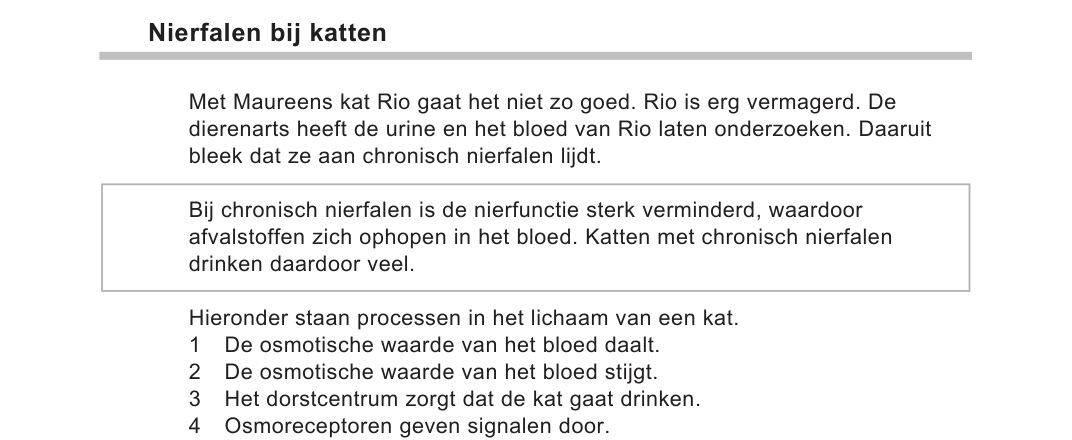 Nierfalen bij katten
Met Maureens kat Rio gaat het niet zo goed. Rio is erg vermagerd. De
dierenarts heeft de urine en het bloed van Rio laten onderzoeken. Daaruit
bleek dat ze aan chronisch nierfalen lijdt.
Bij chronisch nierfalen is de nierfunctie sterk verminderd, waardoor
afvalstoffen zich ophopen in het bloed. Katten met chronisch nierfalen
drinken daardoor veel.
Hieronder staan processen in het lichaam van een kat.
1 De osmotische waarde van het bloed daalt.
2 De osmotische waarde van het bloed stijgt.
3 Het dorstcentrum zorgt dat de kat gaat drinken.
4 Osmoreceptoren geven signalen door.